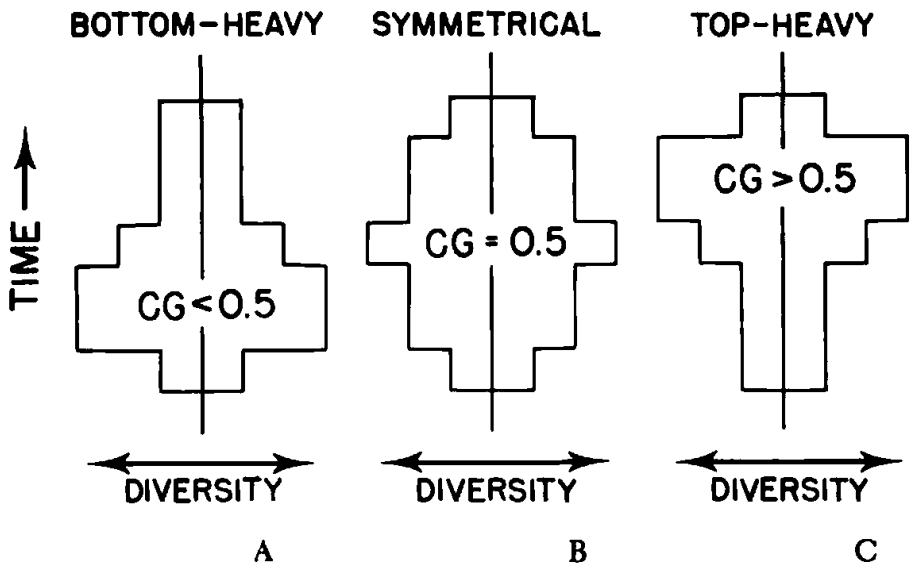 BOTTOM-HEAVY SYMMETRICAL TOP-HEAVY
TIME
CG < 0.5 CG = 0.5 CG > 0.5
DIVERSITY DIVERSITY DIVERSITY
A B C